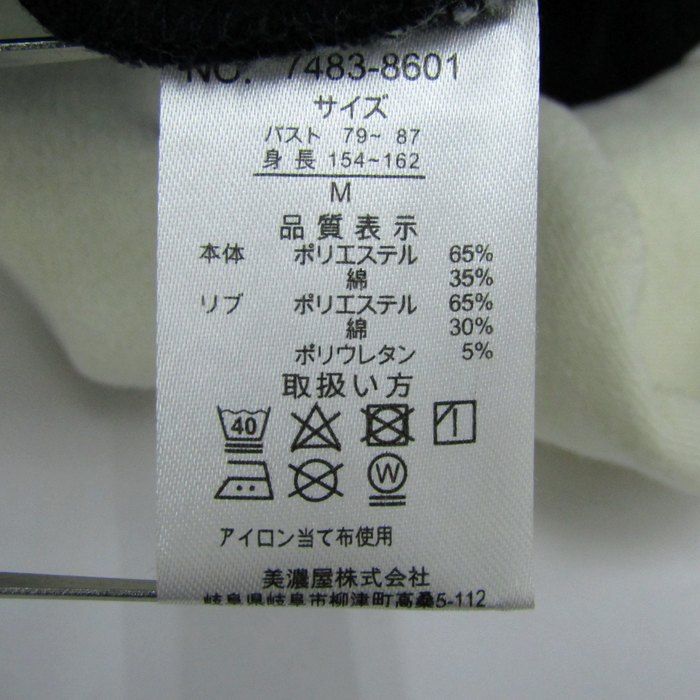 NO. 7483-8601
サイズ
バスト 79~ 87
身長 154~162
M
品質表示
本体 ポリエステル 65%
綿 35%
リブ ポリエステル 65%
綿 30%
ポリウレタン 5%
取扱い方
40
W
アイロン当て布使用
美濃屋株式会社
岐阜県岐阜市柳津町高桑5-112